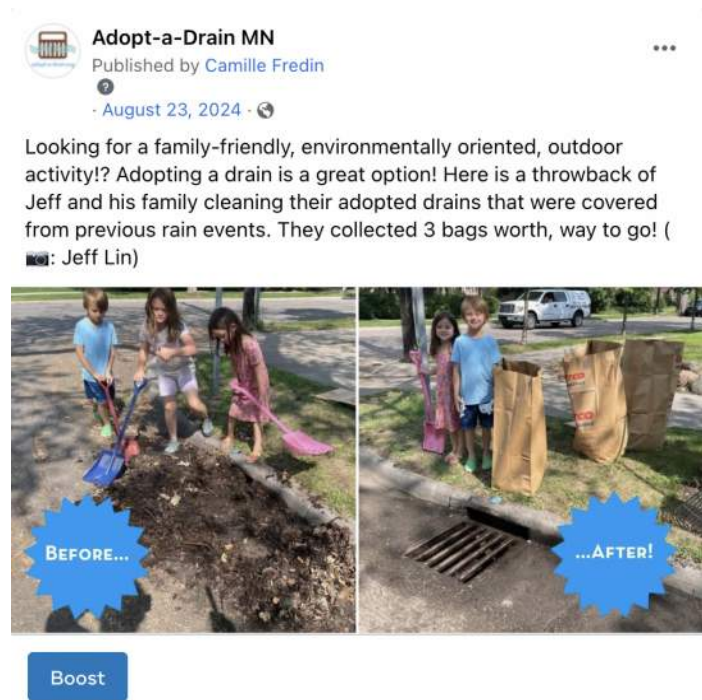 Adopt-a-Drain MN
Published by Camille Fredin
?
· August 23, 2024 ·
Looking for a family-friendly, environmentally oriented, outdoor
activity!? Adopting a drain is a great option! Here is a throwback of
Jeff and his family cleaning their adopted drains that were covered
from previous rain events. They collected 3 bags worth, way to go! (
📷: Jeff Lin)
BEFORE...
...AFTER!
Boost